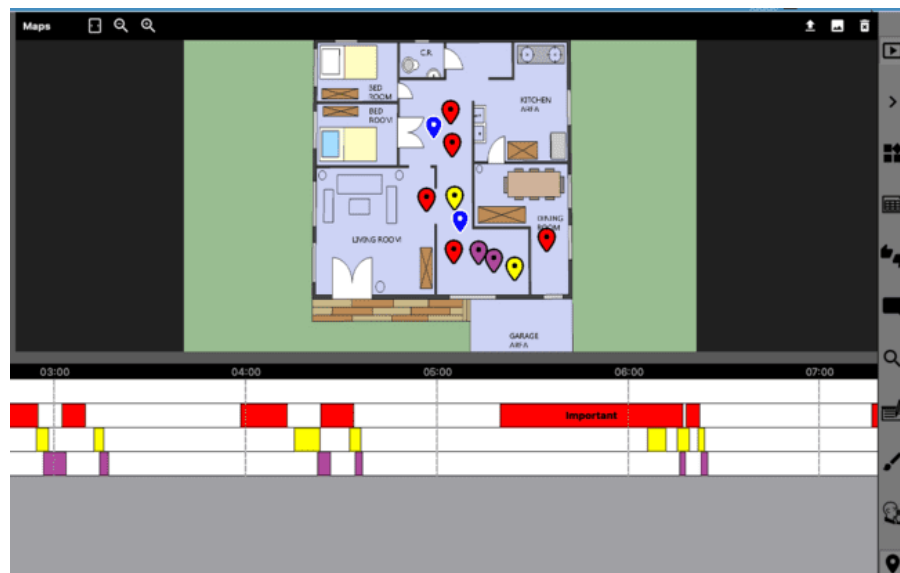 Maps
C.R.
BED
ROOM
KITCHEN
AREA
BED
ROOM
DINING
ROOM
LIVING ROOM
GARAGE
AREA
03:00 04:00 05:00 06:00 07:00
Important